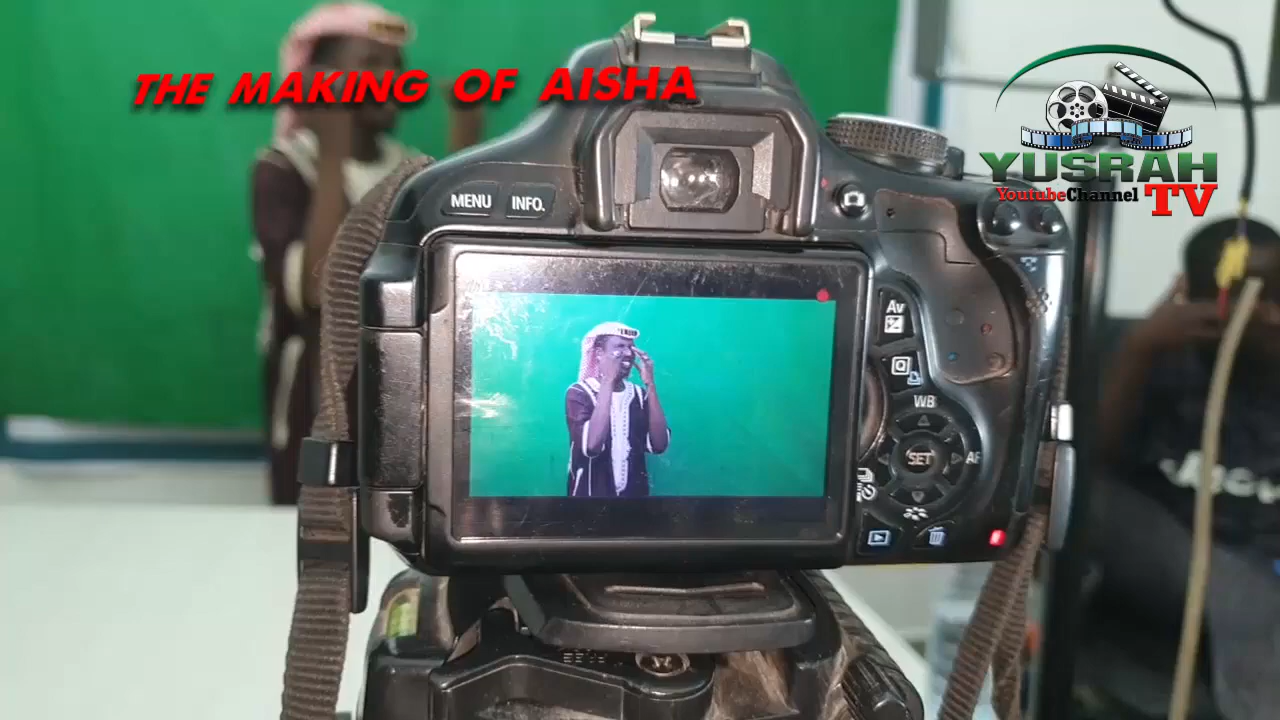 THE MAKING OF AISHA
YUSRAH
YoutubeChannel TV
MENU INFO.
Av
Q
WB
SET
AF